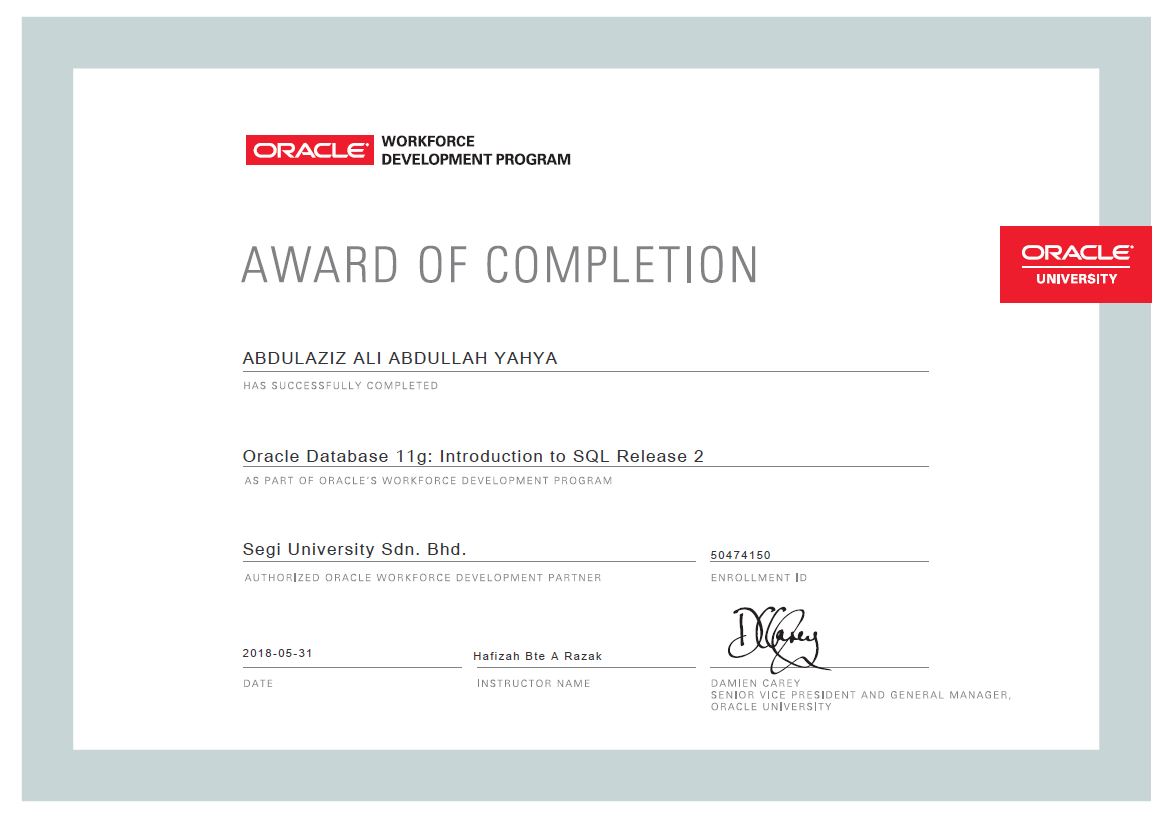 ORACLE WORKFORCE
DEVELOPMENT PROGRAM
AWARD OF COMPLETION
ORACLE
UNIVERSITY
ABDULAZIZ ALI ABDULLAH YAHYA
HAS SUCCESSFULLY COMPLETED
Oracle Database 11g: Introduction to SQL Release 2
AS PART OF ORACLE'S WORKFORCE DEVELOPMENT PROGRAM
Segi University Sdn. Bhd.
50474150
AUTHORIZED ORACLE WORKFORCE DEVELOPMENT PARTNER
ENROLLMENT ID
DCarey
2018-05-31
Hafizah Bte A Razak
DATE
INSTRUCTOR NAME
DAMIEN CAREY
SENIOR VICE PRESIDENT AND GENERAL MANAGER,
ORACLE UNIVERSITY